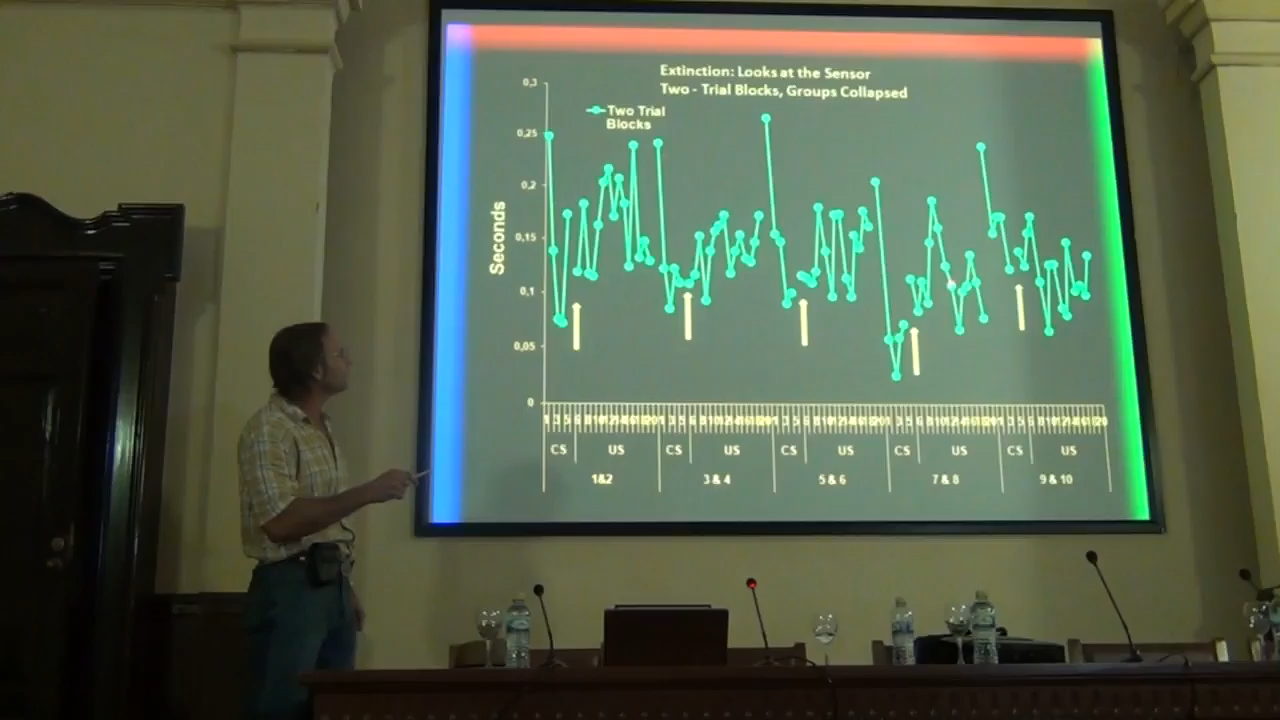 Extinction: Looks at the Sensor
Two - Trial Blocks, Groups Collapsed
Two Trial
Blocks
Seconds
0,3
0,25
0,2
0,15
0,1
0,05
0
CS US CS US CS US CS US CS US
1&2 3 & 4 5 & 6 7 & 8 9 & 10